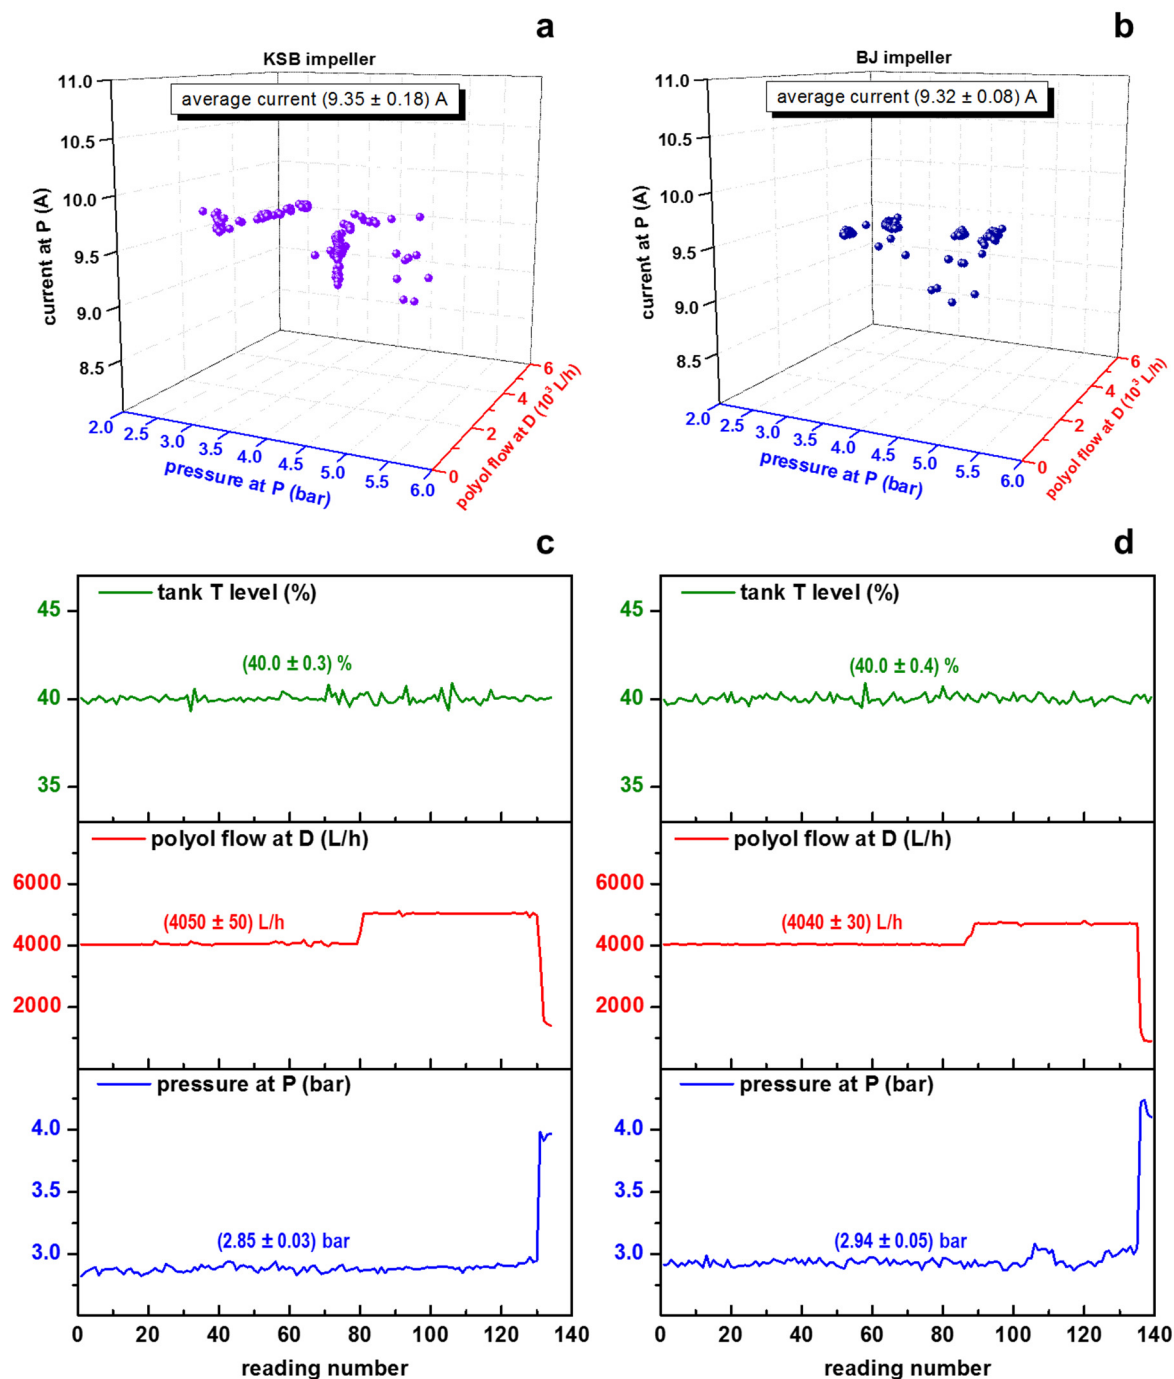 a
KSB impeller
average current (9.35 ± 0.18) A
11.0
10.5
10.0
9.5
9.0
8.5
current at P (A)
2.0
2.5
3.0
3.5
4.0
4.5
5.0
5.5
6.0
pressure at P (bar)
0
2
4
6
polyol flow at D (10³ L/h)
b
BJ impeller
average current (9.32 ± 0.08) A
11.0
10.5
10.0
9.5
9.0
8.5
current at P (A)
2.0
2.5
3.0
3.5
4.0
4.5
5.0
5.5
6.0
pressure at P (bar)
0
2
4
6
polyol flow at D (10³ L/h)
c
tank T level (%)
45
40
35
(40.0 ± 0.3) %
polyol flow at D (L/h)
6000
4000
2000
(4050 ± 50) L/h
pressure at P (bar)
4.0
3.5
3.0
(2.85 ± 0.03) bar
0 20 40 60 80 100 120 140
reading number
d
tank T level (%)
45
40
35
(40.0 ± 0.4) %
polyol flow at D (L/h)
6000
4000
2000
(4040 ± 30) L/h
pressure at P (bar)
4.0
3.5
3.0
(2.94 ± 0.05) bar
0 20 40 60 80 100 120 140
reading number